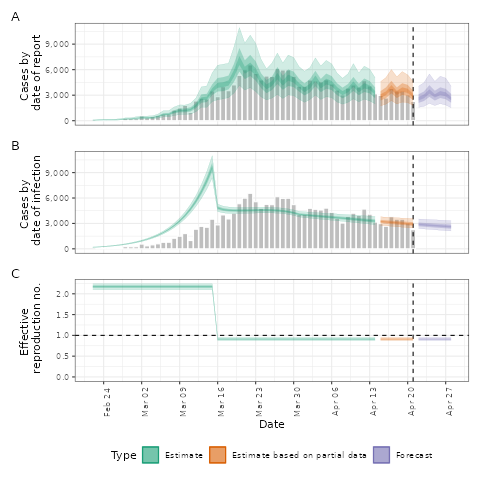 A
Cases by
date of report
9,000
6,000
3,000
0
B
Cases by
date of infection
9,000
6,000
3,000
0
C
Effective
reproduction no.
2.0
1.5
1.0
0.5
0.0
Feb 24
Mar 02
Mar 09
Mar 16
Mar 23
Mar 30
Apr 06
Apr 13
Apr 20
Apr 27
Date
Type Estimate Estimate based on partial data Forecast